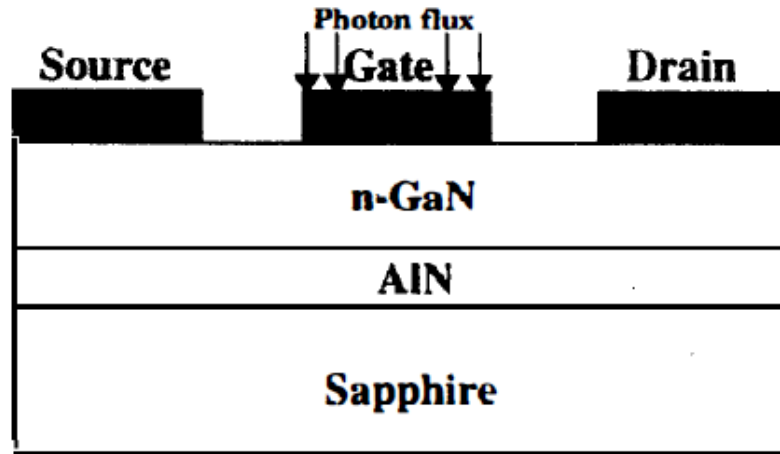 Photon flux
Source Gate Drain
n-GaN
AlN
Sapphire